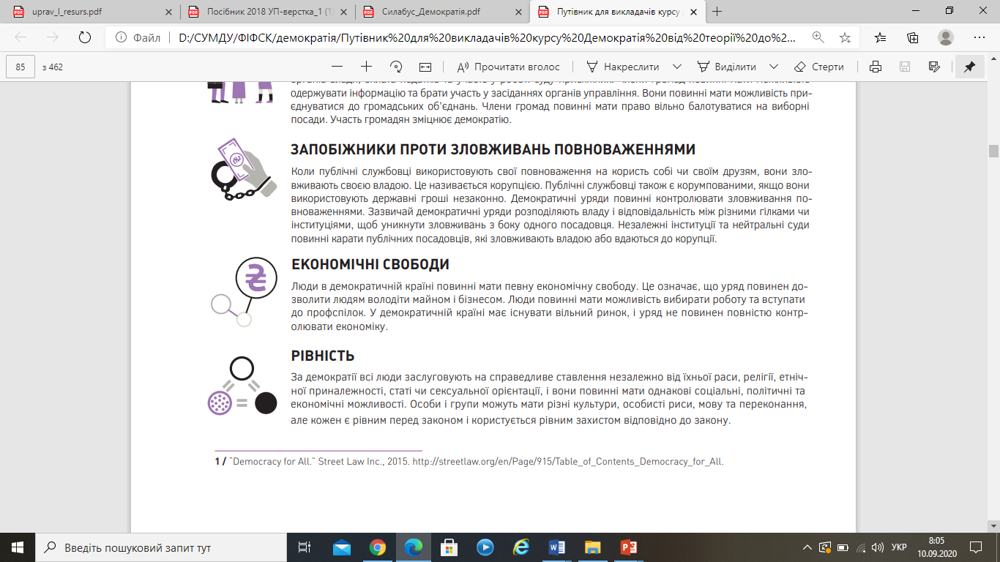 uprav_l_resurs.pdf
Посібник 2018 УП-верстка_1 (1)
Силабус_Демократія.pdf
Путівник для викладачів курсу
Файл
D:/СУМДУ/ФІФСК/демократія/Путівник%20для%20викладачів%20курсу%20Демократія%20від%20теорії%20до%2...
85
з 462
Прочитати вголос
Накреслити
Виділити
Стерти
одержувати інформацію та брати участь у засіданнях органів управління. Вони повинні мати можливість при-
єднуватися до громадських об'єднань. Члени громад повинні мати право вільно балотуватися на виборні
посади. Участь громадян зміцнює демократію.
ЗАПОБІЖНИКИ ПРОТИ ЗЛОВЖИВАНЬ ПОВНОВАЖЕННЯМИ
Коли публічні службовці використовують свої повноваження на користь собі чи своїм друзям, вони зло-
вживають своєю владою. Це називається корупцією. Публічні службовці також є корумпованими, якщо вони
використовують державні гроші незаконно. Демократичні уряди повинні контролювати зловживання по-
вноваженнями. Зазвичай демократичні уряди розподіляють владу і відповідальність між різними гілками чи
інституціями, щоб уникнути зловживань з боку одного посадовця. Незалежні інституції та нейтральні суди
повинні карати публічних посадовців, які зловживають владою або вдаються до корупції.
ЕКОНОМІЧНІ СВОБОДИ
Люди в демократичній країні повинні мати певну економічну свободу. Це означає, що уряд повинен до-
зволити людям володіти майном і бізнесом. Люди повинні мати можливість вибирати роботу та вступати
до профспілок. У демократичній країні має існувати вільний ринок, і уряд не повинен повністю контр-
олювати економіку.
РІВНІСТЬ
За демократії всі люди заслуговують на справедливе ставлення незалежно від їхньої раси, релігії, етніч-
ної приналежності, статі чи сексуальної орієнтації, і вони повинні мати однакові соціальні, політичні та
економічні можливості. Особи і групи можуть мати різні культури, особисті риси, мову та переконання,
але кожен є рівним перед законом і користується рівним захистом відповідно до закону.
1 / "Democracy for All." Street Law Inc., 2015. http://streetlaw.org/en/Page/915/Table_of_Contents_Democracy_for_All.
Введіть пошуковий запит тут
УКР
8:05
10.09.2020